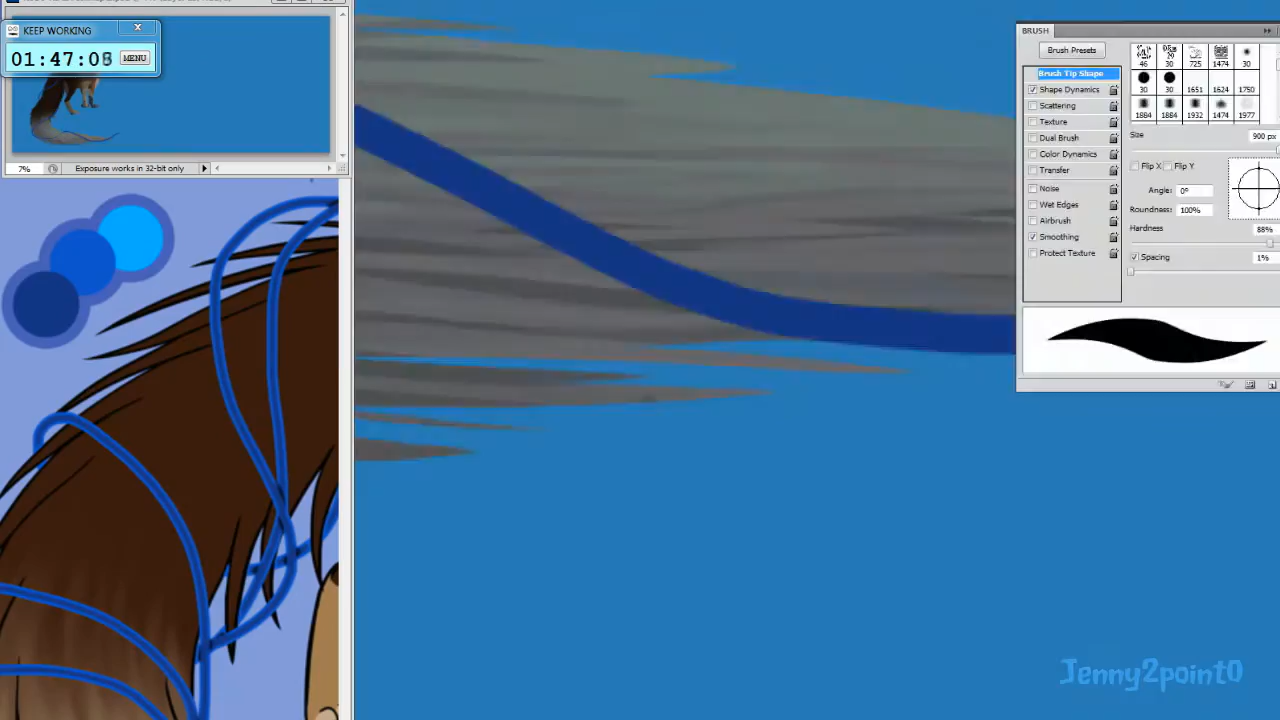 KEEP WORKING
01:47:08
MENU
7%
Exposure works in 32-bit only
BRUSH
Brush Presets
Brush Tip Shape
Shape Dynamics
Scattering
Texture
Dual Brush
Color Dynamics
Transfer
Noise
Wet Edges
Airbrush
Smoothing
Protect Texture
46 30 725 1474 30
30 30 1651 1624 1750
1884 1884 1932 1474 1977
Size
900 px
Flip X Flip Y
Angle: 0º
Roundness: 100%
Hardness
88%
Spacing
1%
Jenny2point0